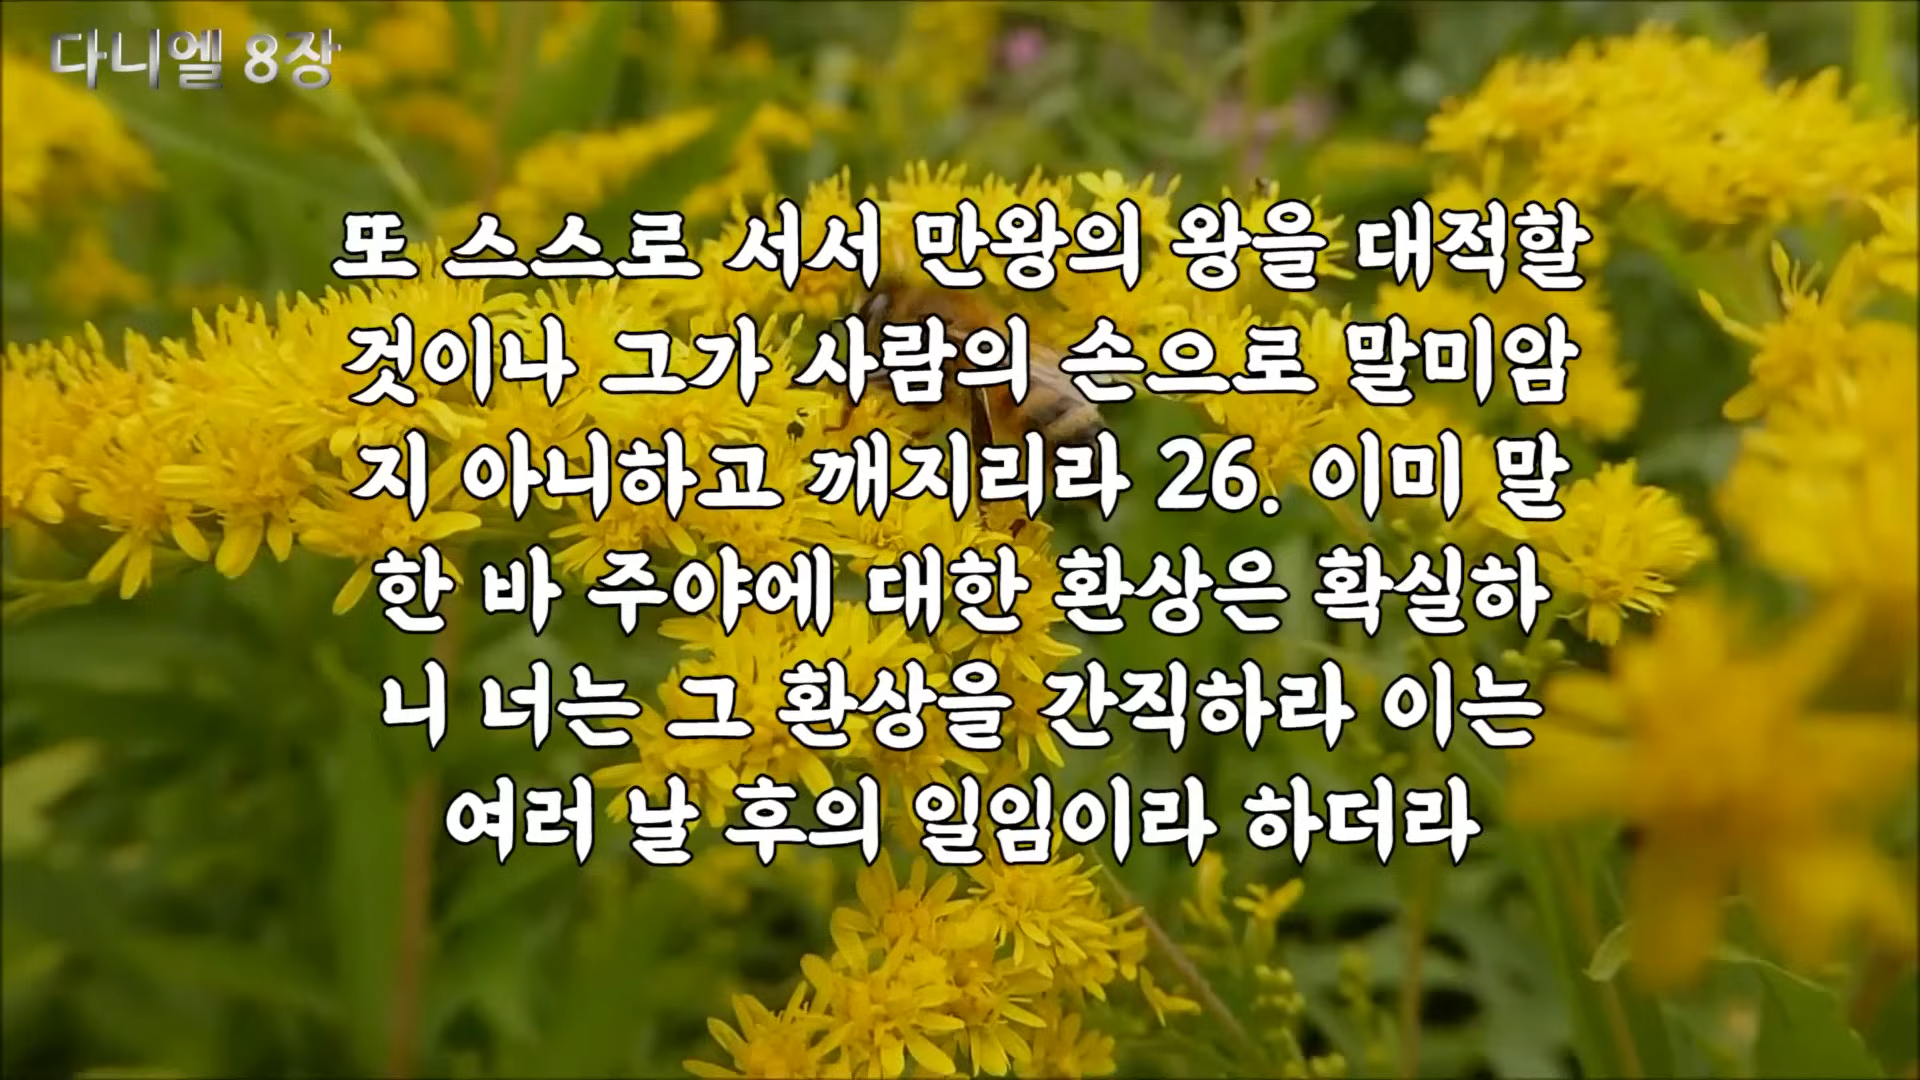 다니엘 8장
또 스스로 서서 만왕의 왕을 대적할
것이나 그가 사람의 손으로 말미암
지 아니하고 깨지리라 26. 이미 말
한 바 주야에 대한 환상은 확실하
니 너는 그 환상을 간직하라 이는
여러 날 후의 일임이라 하더라